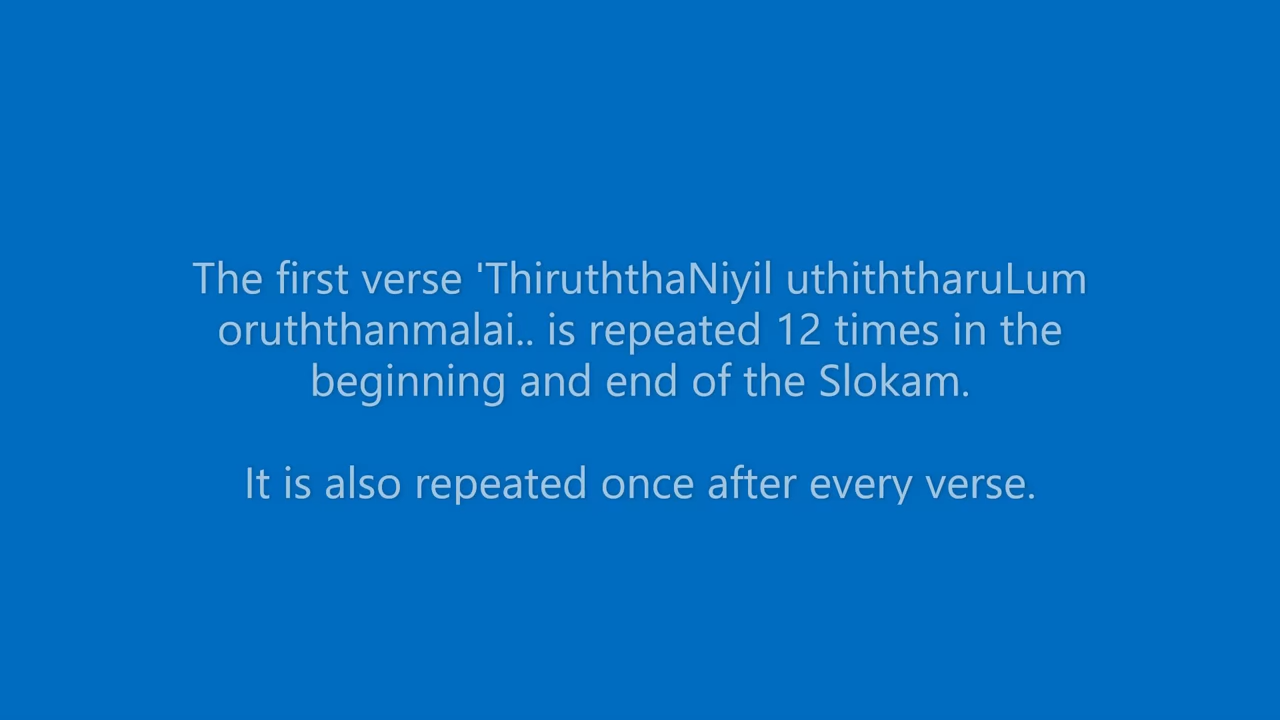 The first verse 'ThiruththaNiyil uthiththaruLum
oruththanmalai.. is repeated 12 times in the
beginning and end of the Slokam.
It is also repeated once after every verse.